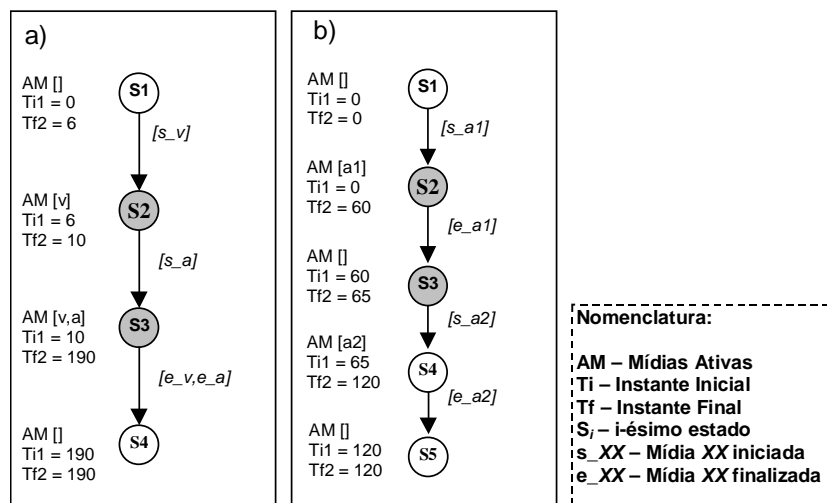 a)
AM []
Ti1 = 0
Tf2 = 6
S1
[s_v]
AM [v]
Ti1 = 6
Tf2 = 10
S2
[s_a]
AM [v,a]
Ti1 = 10
Tf2 = 190
S3
[e_v,e_a]
AM []
Ti1 = 190
Tf2 = 190
S4
b)
AM []
Ti1 = 0
Tf2 = 0
S1
[s_a1]
AM [a1]
Ti1 = 0
Tf2 = 60
S2
[e_a1]
AM []
Ti1 = 60
Tf2 = 65
S3
[s_a2]
AM [a2]
Ti1 = 65
Tf2 = 120
S4
[e_a2]
AM []
Ti1 = 120
Tf2 = 120
S5
Nomenclatura:
AM – Mídias Ativas
Ti – Instante Inicial
Tf – Instante Final
Si – i-ésimo estado
s_XX – Mídia XX iniciada
e_XX – Mídia XX finalizada